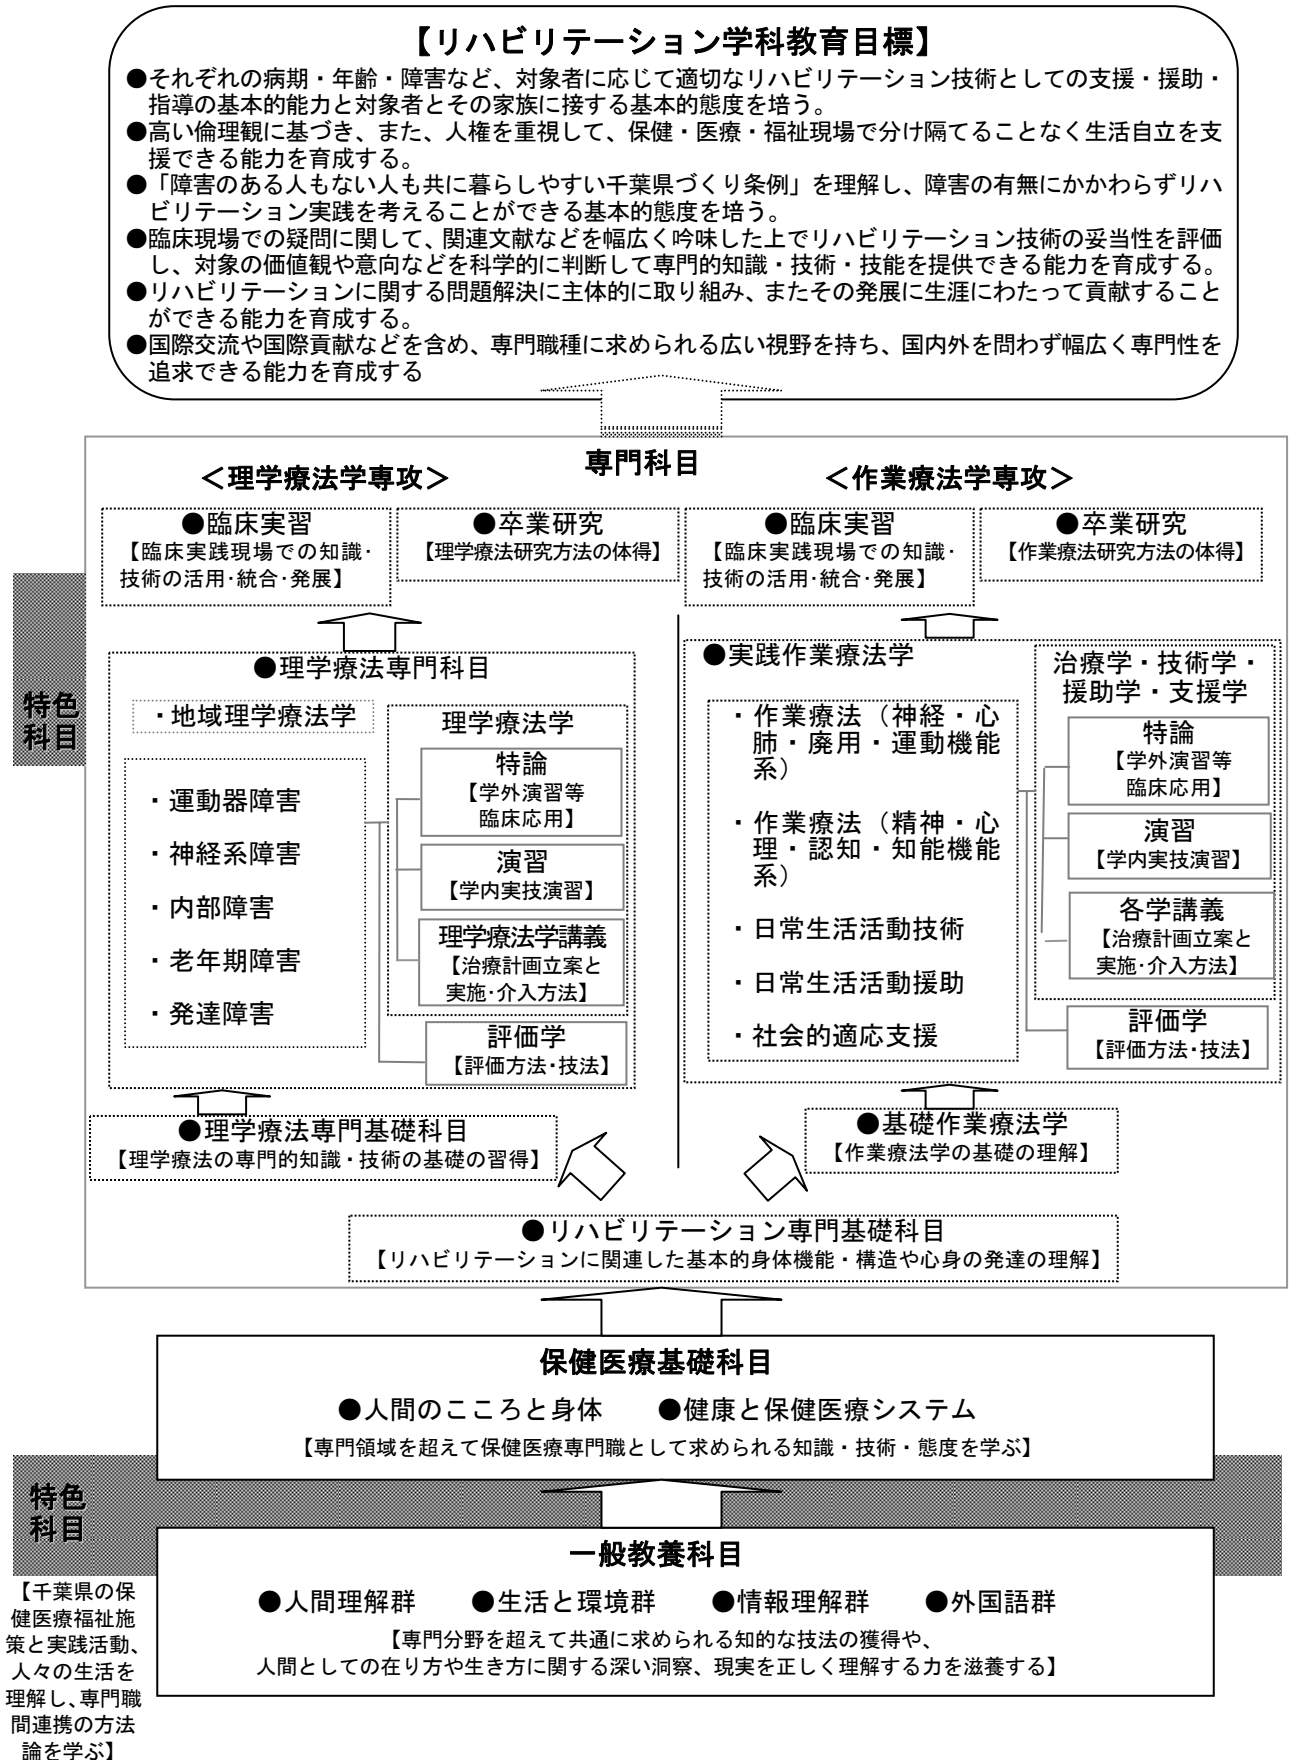 【リハビリテーション学科教育目標】
●それぞれの病期・年齢・障害など、対象者に応じて適切なリハビリテーション技術としての支援・援助・
指導の基本的能力と対象者とその家族に接する基本的態度を培う。
●高い倫理観に基づき、また、人権を重視して、保健・医療・福祉現場で分け隔てることなく生活自立を支
援できる能力を育成する。
●「障害のある人もない人も共に暮らしやすい千葉県づくり条例」を理解し、障害の有無にかかわらずリハ
ビリテーション実践を考えることができる基本的態度を培う。
●臨床現場での疑問に関して、関連文献などを幅広く吟味した上でリハビリテーション技術の妥当性を評価
し、対象の価値観や意向などを科学的に判断して専門的知識・技術・技能を提供できる能力を育成する。
●リハビリテーションに関する問題解決に主体的に取り組み、またその発展に生涯にわたって貢献すること
ができる能力を育成する。
●国際交流や国際貢献などを含め、専門職種に求められる広い視野を持ち、国内外を問わず幅広く専門性を
追求できる能力を育成する
専門科目
＜理学療法学専攻＞
●臨床実習
【臨床実践現場での知識・
技術の活用・統合・発展】
●卒業研究
【理学療法研究方法の体得】
●理学療法専門科目
・地域理学療法学
・運動器障害
・神経系障害
・内部障害
・老年期障害
・発達障害
理学療法学
特論
【学外演習等
臨床応用】
演習
【学内実技演習】
理学療法学講義
【治療計画立案と
実施・介入方法】
評価学
【評価方法・技法】
●理学療法専門基礎科目
【理学療法の専門的知識・技術の基礎の習得】
＜作業療法学専攻＞
●臨床実習
【臨床実践現場での知識・
技術の活用・統合・発展】
●卒業研究
【作業療法研究方法の体得】
●実践作業療法学
・作業療法（神経・心
肺・廃用・運動機能
系）
・作業療法（精神・心
理・認知・知能機能
系）
・日常生活活動技術
・日常生活活動援助
・社会的適応支援
治療学・技術学・
援助学・支援学
特論
【学外演習等
臨床応用】
演習
【学内実技演習】
各学講義
【治療計画立案と
実施・介入方法】
評価学
【評価方法・技法】
●基礎作業療法学
【作業療法学の基礎の理解】
●リハビリテーション専門基礎科目
【リハビリテーションに関連した基本的身体機能・構造や心身の発達の理解】
特色
科目
保健医療基礎科目
●人間のこころと身体 ●健康と保健医療システム
【専門領域を超えて保健医療専門職として求められる知識・技術・態度を学ぶ】
特色
科目
【千葉県の保
健医療福祉施
策と実践活動、
人々の生活を
理解し、専門職
間連携の方法
論を学ぶ】
一般教養科目
●人間理解群 ●生活と環境群 ●情報理解群 ●外国語群
【専門分野を超えて共通に求められる知的な技法の獲得や、
人間としての在り方や生き方に関する深い洞察、現実を正しく理解する力を滋養する】